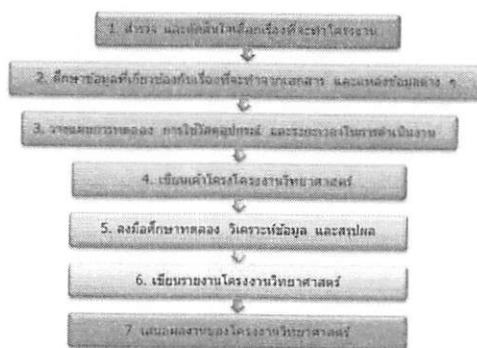 1. สำรวจ และตัดสินใจเลือกเรื่องที่จะทำโครงงาน
2. ศึกษาข้อมูลที่เกี่ยวข้องกับเรื่องที่จะทำจากเอกสาร และแหล่งข้อมูลต่าง ๆ
3. วางแผนการทดลอง การใช้วัสดุอุปกรณ์ และระยะเวลาในการดำเนินงาน
4. เขียนเค้าโครงโครงงานวิทยาศาสตร์
5. ลงมือศึกษาทดลอง วิเคราะห์ข้อมูล และสรุปผล
6. เขียนรายงานโครงงานวิทยาศาสตร์
7. เสนอผลงานของโครงงานวิทยาศาสตร์